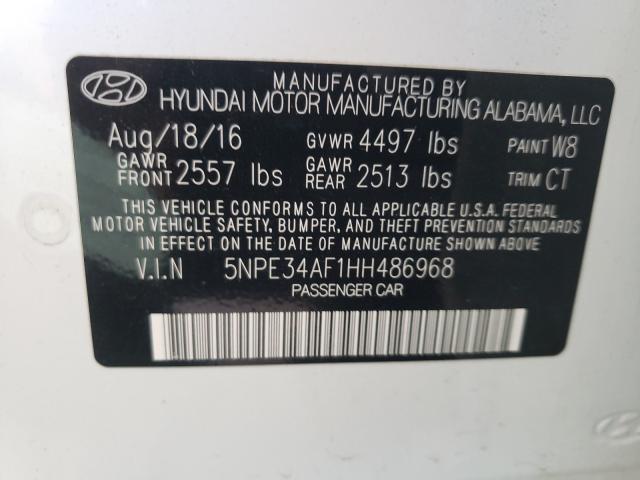 MANUFACTURED BY
HYUNDAI MOTOR MANUFACTURING ALABAMA, LLC
Aug/18/16 GVWR 4497 lbs PAINT W8
GAWR FRONT 2557 lbs GAWR REAR 2513 lbs TRIM CT
THIS VEHICLE CONFORMS TO ALL APPLICABLE U.S.A. FEDERAL
MOTOR VEHICLE SAFETY, BUMPER, AND THEFT PREVENTION STANDARDS
IN EFFECT ON THE DATE OF MANUFACTURE SHOWN ABOVE
V.I.N 5NPE34AF1HH486968
PASSENGER CAR